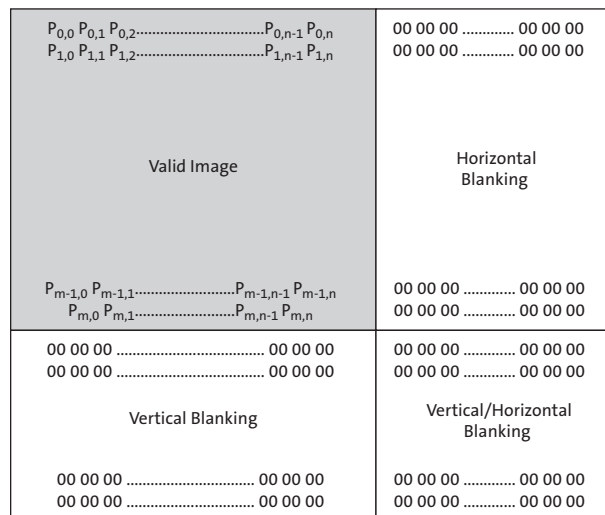 P0,0 P0,1 P0,2.....................................P0,n-1 P0,n
P1,0 P1,1 P1,2.....................................P1,n-1 P1,n
Valid Image
Pm-1,0 Pm-1,1.............................Pm-1,n-1 Pm-1,n
Pm,0 Pm,1.............................Pm,n-1 Pm,n
00 00 00 ............. 00 00 00
00 00 00 ............. 00 00 00
Horizontal
Blanking
00 00 00 ............. 00 00 00
00 00 00 ............. 00 00 00
00 00 00 ..................................... 00 00 00
00 00 00 ..................................... 00 00 00
Vertical Blanking
00 00 00 ................................ 00 00 00
00 00 00 ................................ 00 00 00
00 00 00 ............. 00 00 00
00 00 00 ............. 00 00 00
Vertical/Horizontal
Blanking
00 00 00 ............. 00 00 00
00 00 00 ............. 00 00 00